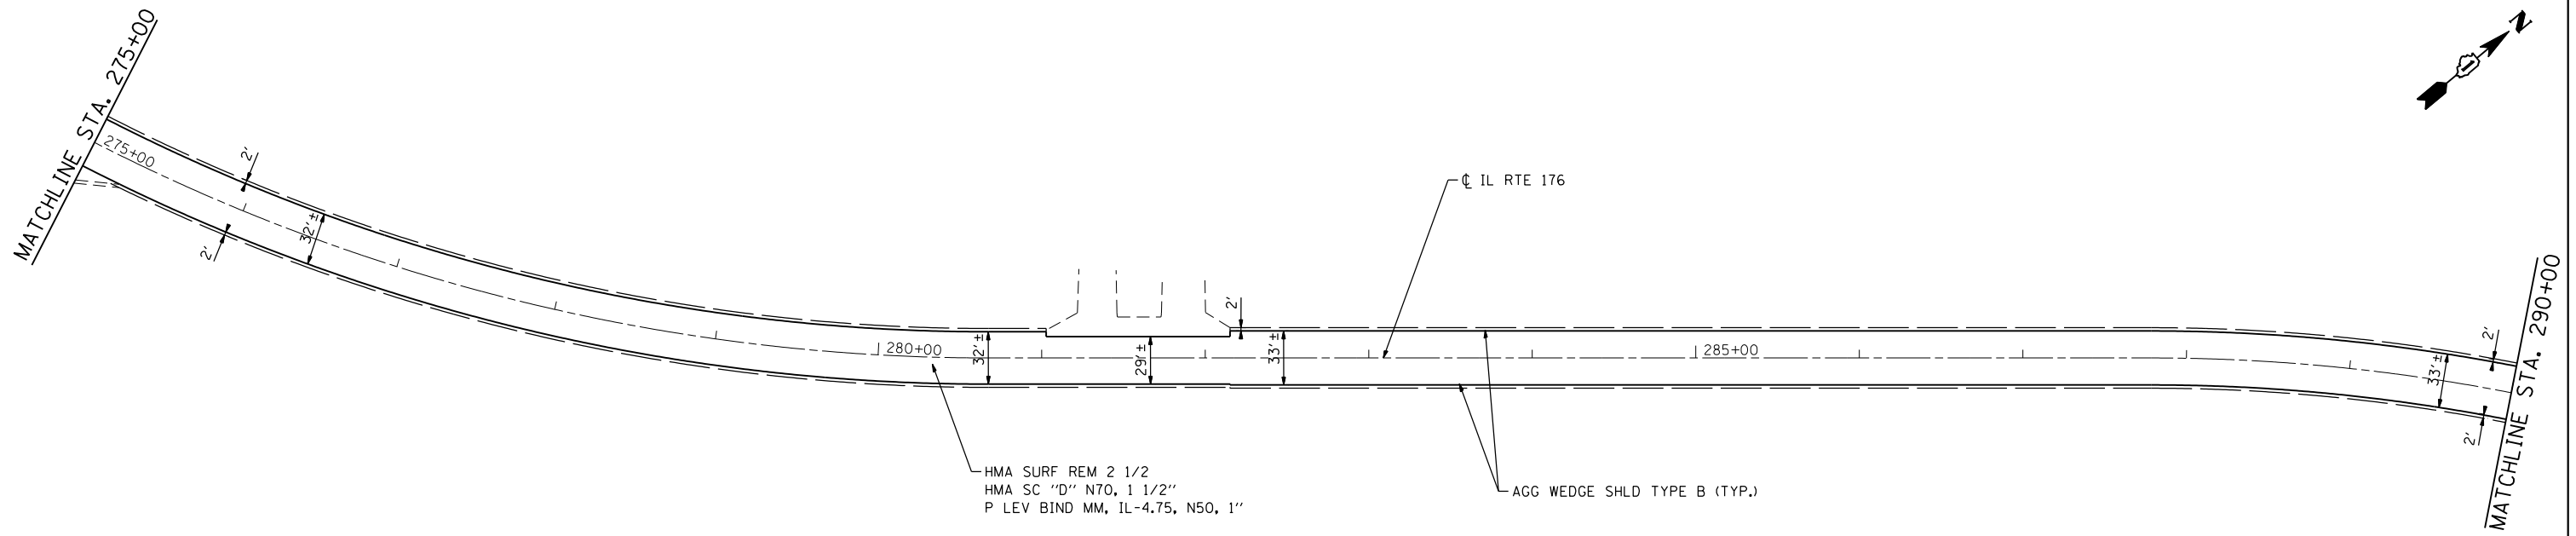 MATCHLINE STA. 275+00
275+00
2'
2'
32'±
N
℄ IL RTE 176
280+00
32'±
29'±
2'
33'±
285+00
HMA SURF REM 2 1/2
HMA SC "D" N70, 1 1/2"
P LEV BIND MM, IL-4.75, N50, 1"
AGG WEDGE SHLD TYPE B (TYP.)
33'±
2'
2'
MATCHLINE STA. 290+00